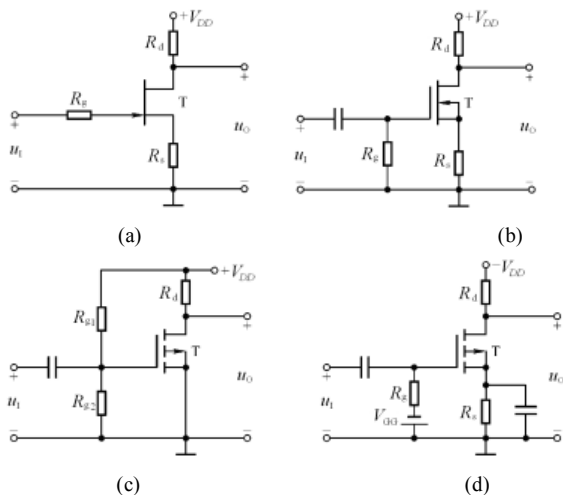 +V_DD
R_d
T
R_g
+ +
u_I u_O
R_s
− −
(a)
+V_DD
R_d
T
+ +
u_I u_O
R_g R_s
− −
(b)
+V_DD
R_d
R_g1
T
+ +
u_I u_O
R_g2
− −
(c)
−V_DD
R_d
T
+ +
R_g
u_I u_O
V_GG R_s
− −
(d)